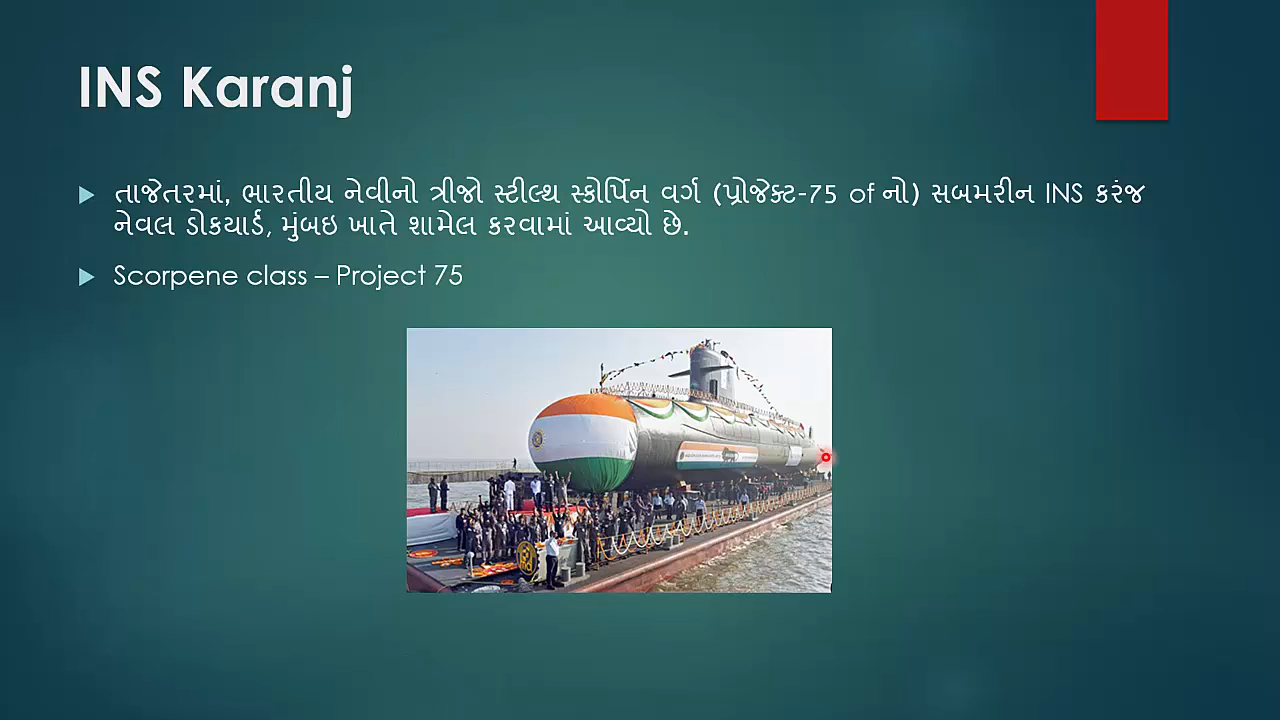 INS Karanj
તાજેતરમાં, ભારતીય નેવીનો ત્રીજો સ્ટીલ્થ સ્કોર્પિન વર્ગ (પ્રોજેક્ટ-75 of નો) સબમરીન INS કરંજ
નેવલ ડોકયાર્ડ, મુંબઇ ખાતે શામેલ કરવામાં આવ્યો છે.
Scorpene class – Project 75